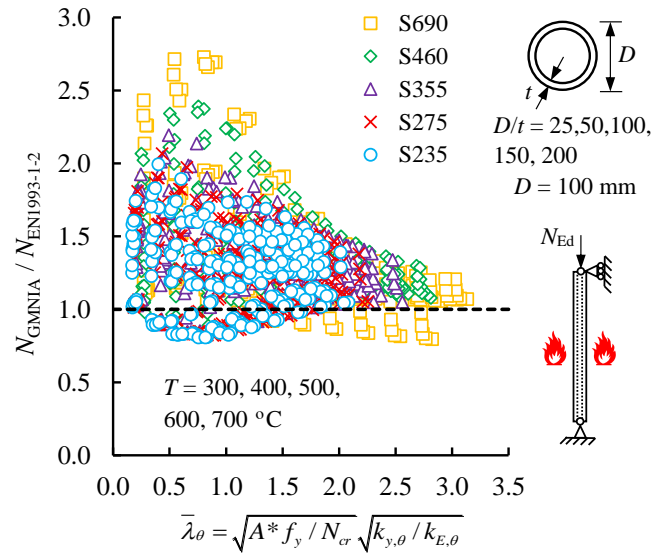 3.0
2.5
2.0
1.5
1.0
0.5
0.0
N_GMNIA / N_EN1993-1-2
S690
S460
S355
S275
S235
T = 300, 400, 500,
600, 700 °C
0.0 0.5 1.0 1.5 2.0 2.5 3.0 3.5
λ̅_θ = √(A* f_y / N_cr) √(k_y,θ / k_E,θ)
D
t
D/t = 25,50,100,
150, 200
D = 100 mm
N_Ed